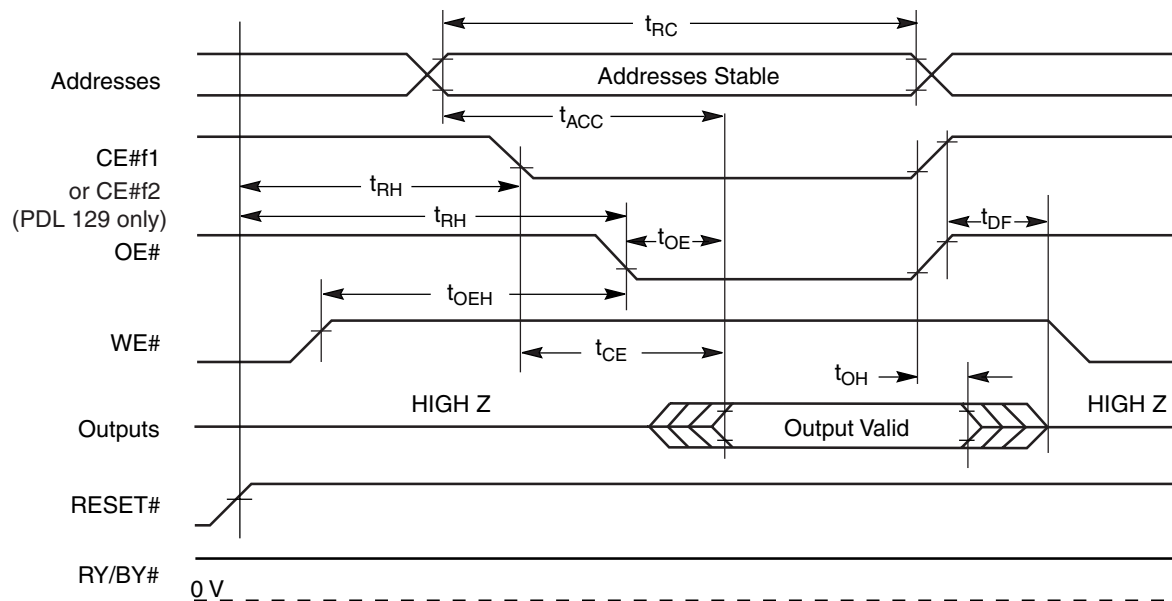 tRC
Addresses
Addresses Stable
tACC
CE#f1
or CE#f2
(PDL 129 only)
tRH
tRH
OE#
tOE
tDF
tOEH
WE#
tCE
tOH
HIGH Z
HIGH Z
Outputs
Output Valid
RESET#
RY/BY#
0 V